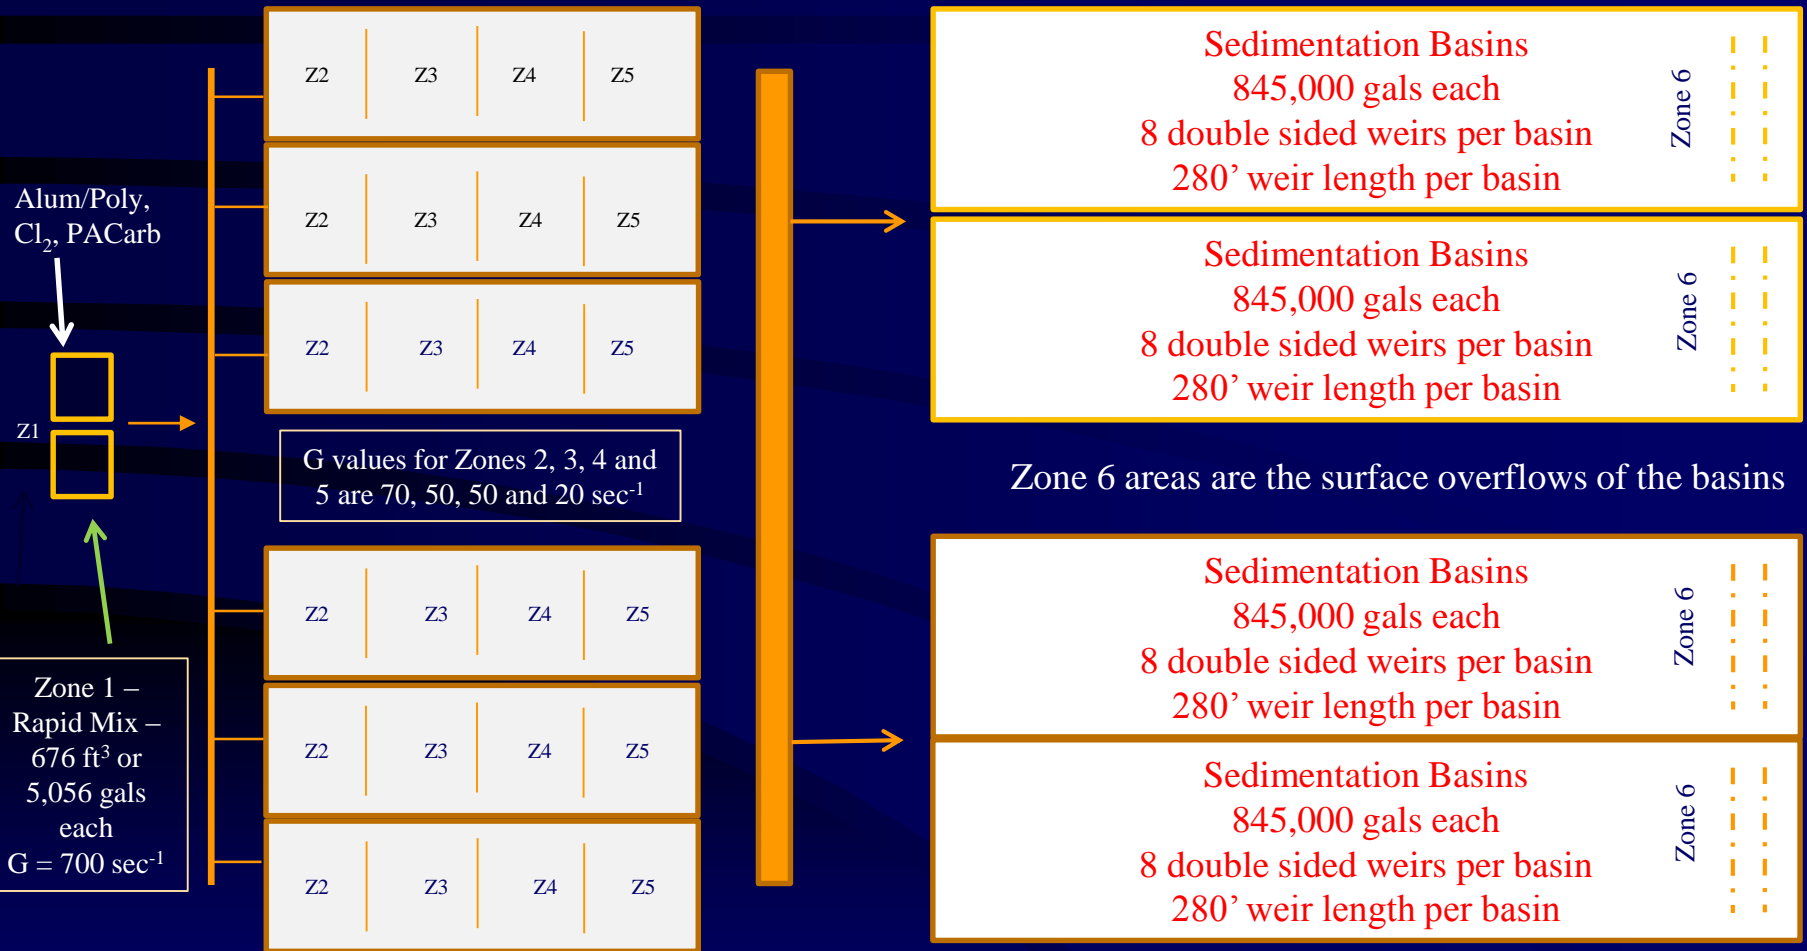 Alum/Poly,
Cl₂, PACarb
Z1
Zone 1 –
Rapid Mix –
676 ft³ or
5,056 gals
each
G = 700 sec⁻¹
Z2 Z3 Z4 Z5
Z2 Z3 Z4 Z5
Z2 Z3 Z4 Z5
G values for Zones 2, 3, 4 and
5 are 70, 50, 50 and 20 sec⁻¹
Z2 Z3 Z4 Z5
Z2 Z3 Z4 Z5
Z2 Z3 Z4 Z5
Sedimentation Basins
845,000 gals each
8 double sided weirs per basin
280’ weir length per basin
Zone 6
Sedimentation Basins
845,000 gals each
8 double sided weirs per basin
280’ weir length per basin
Zone 6
Zone 6 areas are the surface overflows of the basins
Sedimentation Basins
845,000 gals each
8 double sided weirs per basin
280’ weir length per basin
Zone 6
Sedimentation Basins
845,000 gals each
8 double sided weirs per basin
280’ weir length per basin
Zone 6